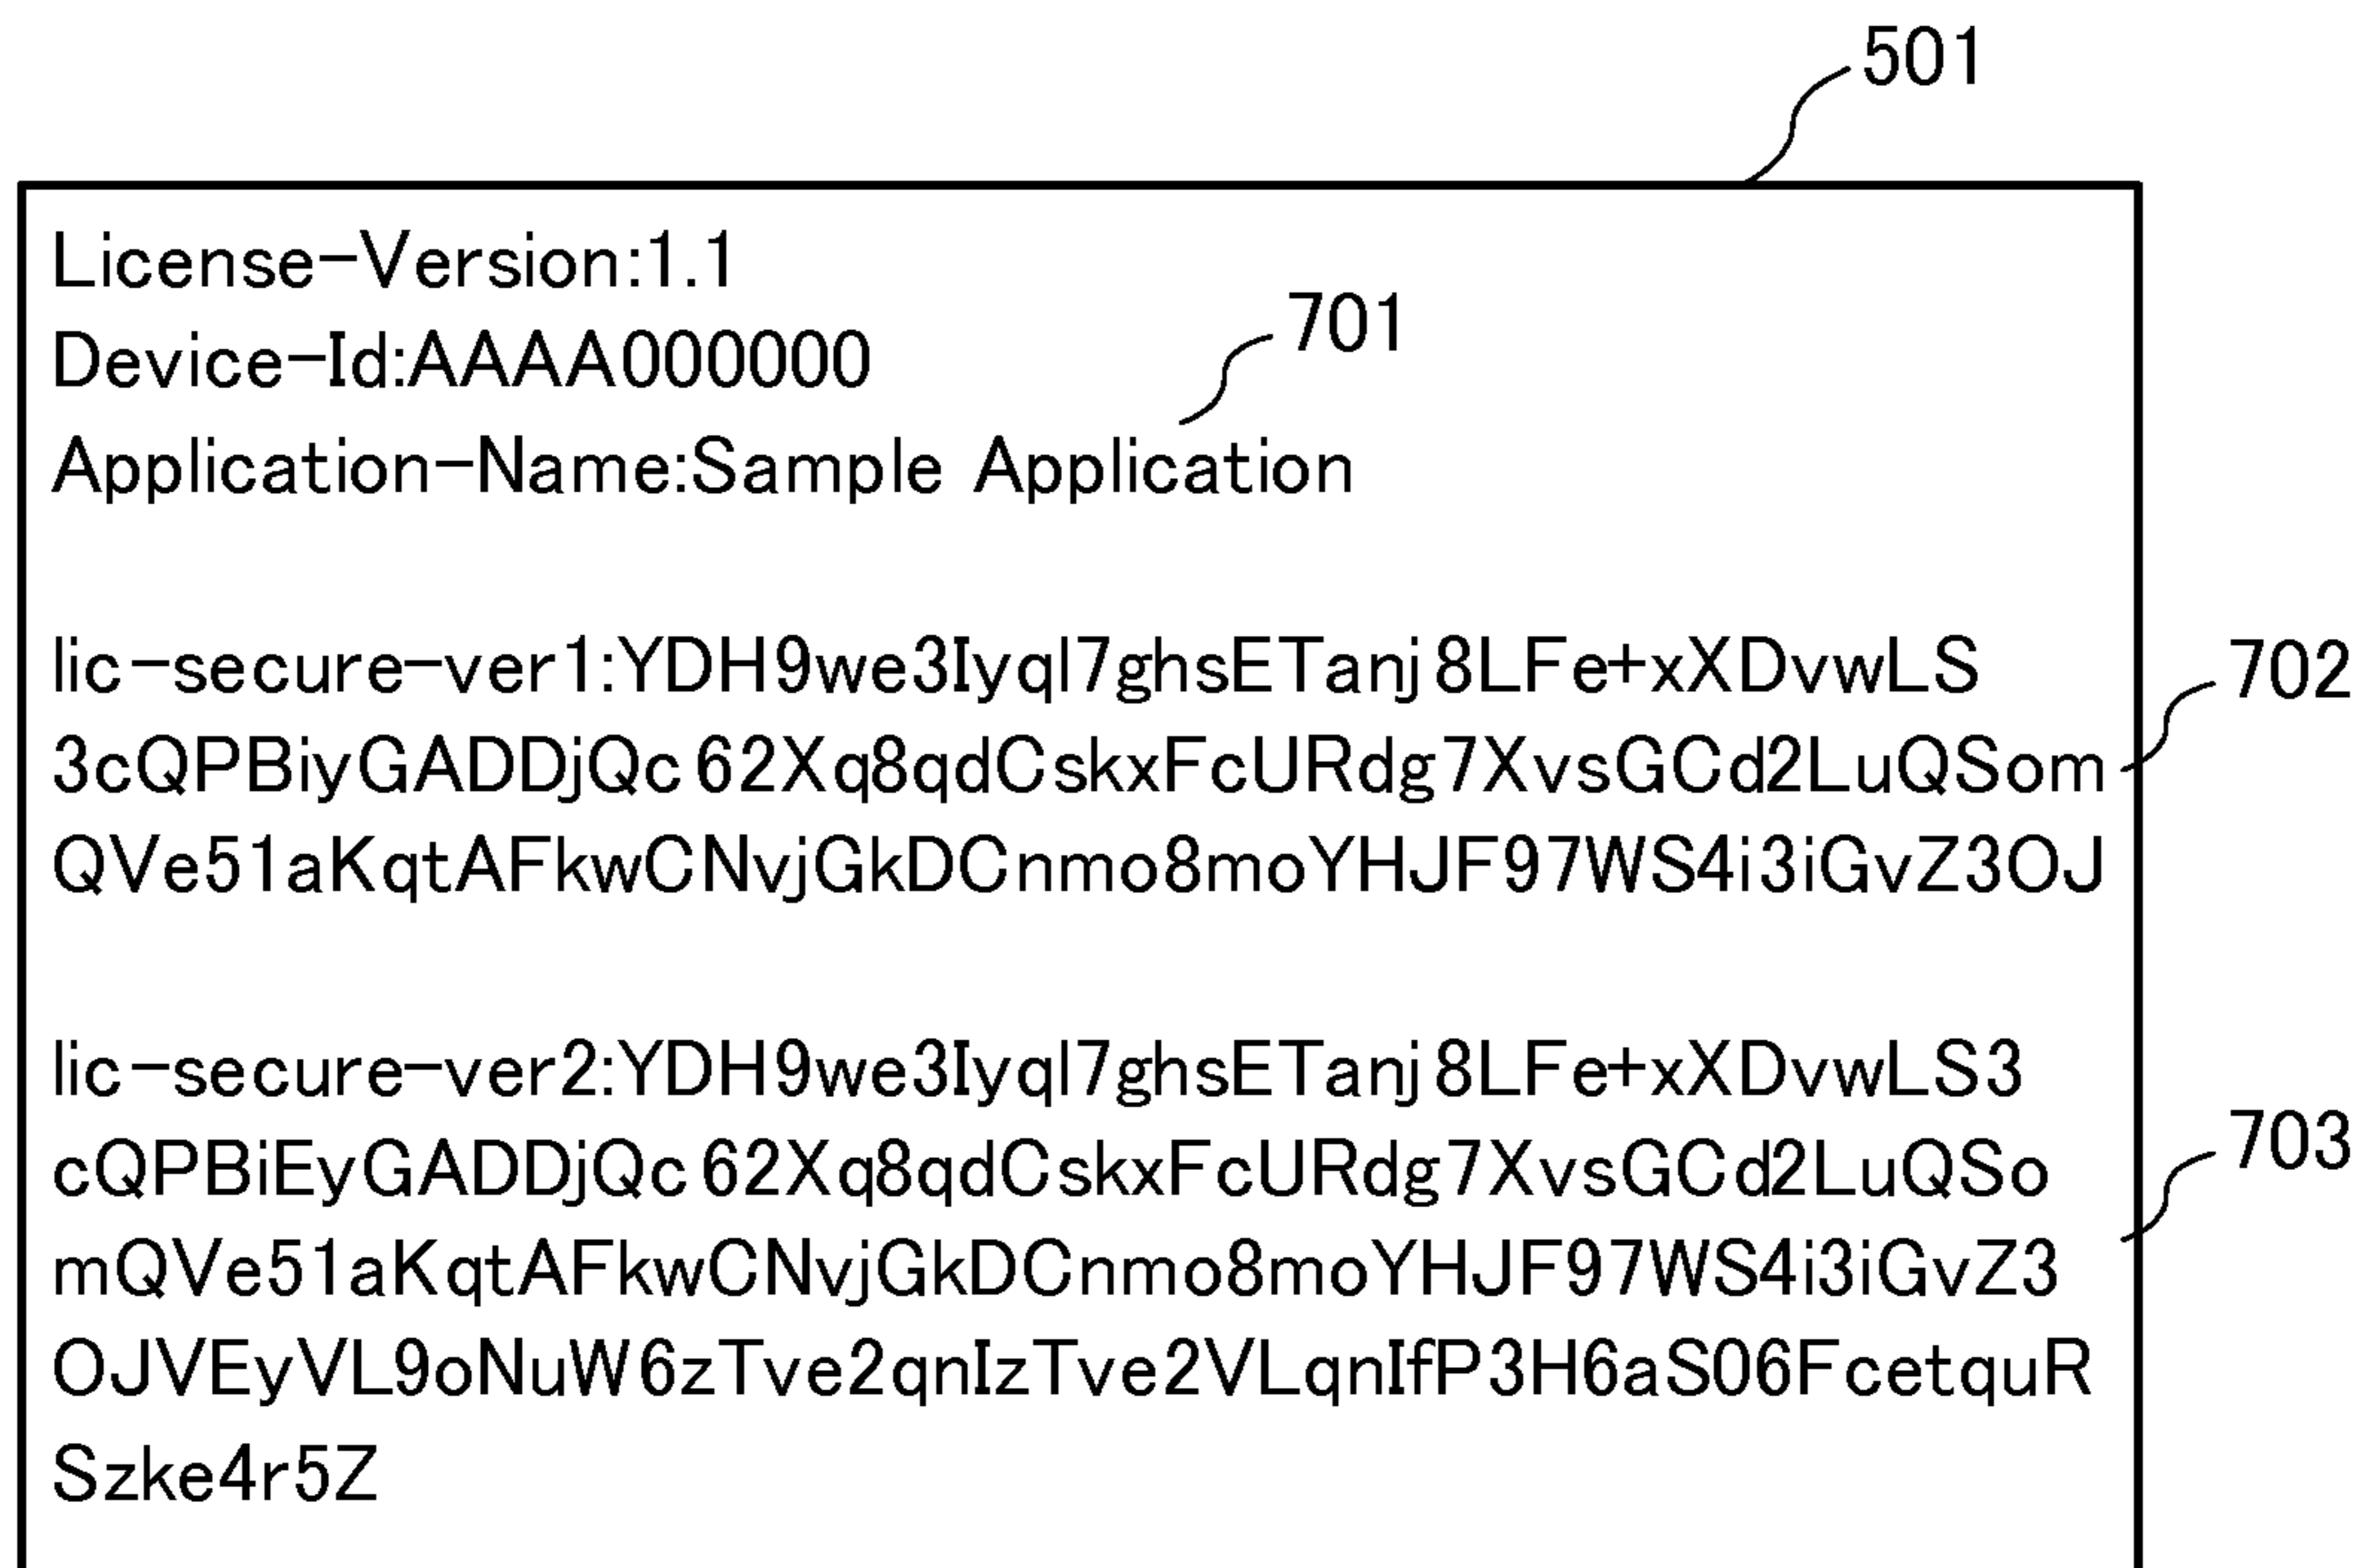 501
License-Version:1.1
Device-Id:AAAA000000
701
Application-Name:Sample Application
lic-secure-ver1:YDH9we3Iyql7ghsETanj8LFe+xXDvwLS
702
3cQPBiyGADDjQc62Xq8qdCskxFcURdg7XvsGCd2LuQSom
QVe51aKqtAFkwCNvjGkDCnmo8moYHJF97WS4i3iGvZ3OJ
lic-secure-ver2:YDH9we3Iyql7ghsETanj8LFe+xXDvwLS3
703
cQPBiEyGADDjQc62Xq8qdCskxFcURdg7XvsGCd2LuQSo
mQVe51aKqtAFkwCNvjGkDCnmo8moYHJF97WS4i3iGvZ3
OJVEyVL9oNuW6zTve2qnIzTve2VLqnIfP3H6aS06FcetquR
Szke4r5Z